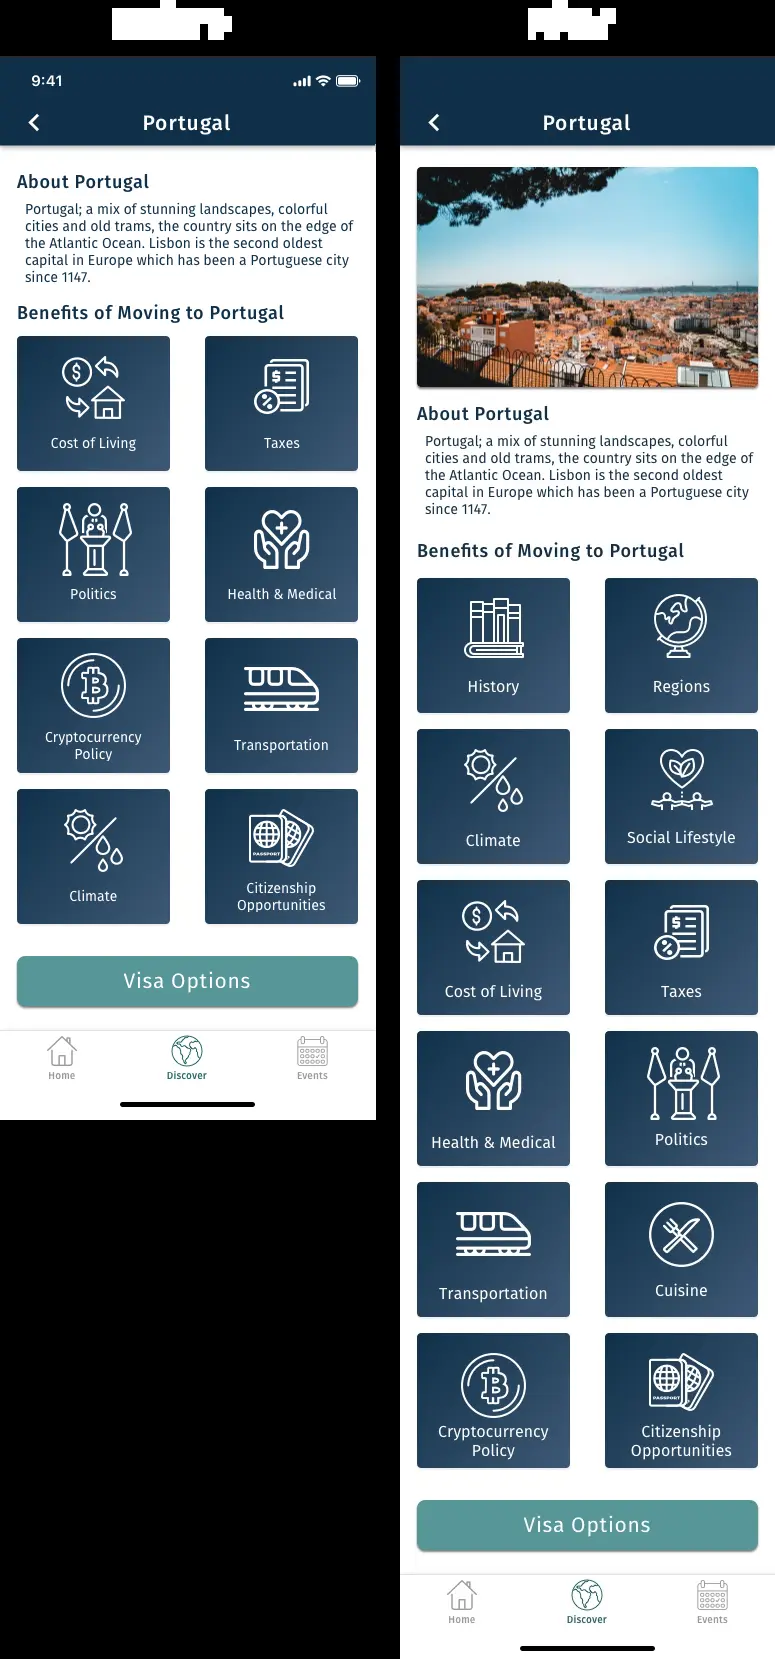 9:41
Portugal
About Portugal
Portugal; a mix of stunning landscapes, colorful
cities and old trams, the country sits on the edge of
the Atlantic Ocean. Lisbon is the second oldest
capital in Europe which has been a Portuguese city
since 1147.
Benefits of Moving to Portugal
$
$
%
Cost of Living
Taxes
Politics
Health & Medical
Cryptocurrency
Policy
Transportation
PASSPORT
Climate
Citizenship
Opportunities
Visa Options
Home
Discover
Events
Portugal
About Portugal
Portugal; a mix of stunning landscapes, colorful
cities and old trams, the country sits on the edge of
the Atlantic Ocean. Lisbon is the second oldest
capital in Europe which has been a Portuguese city
since 1147.
Benefits of Moving to Portugal
History
Regions
Climate
Social Lifestyle
$
$
%
Cost of Living
Taxes
Health & Medical
Politics
Transportation
Cuisine
PASSPORT
Cryptocurrency
Policy
Citizenship
Opportunities
Visa Options
Home
Discover
Events